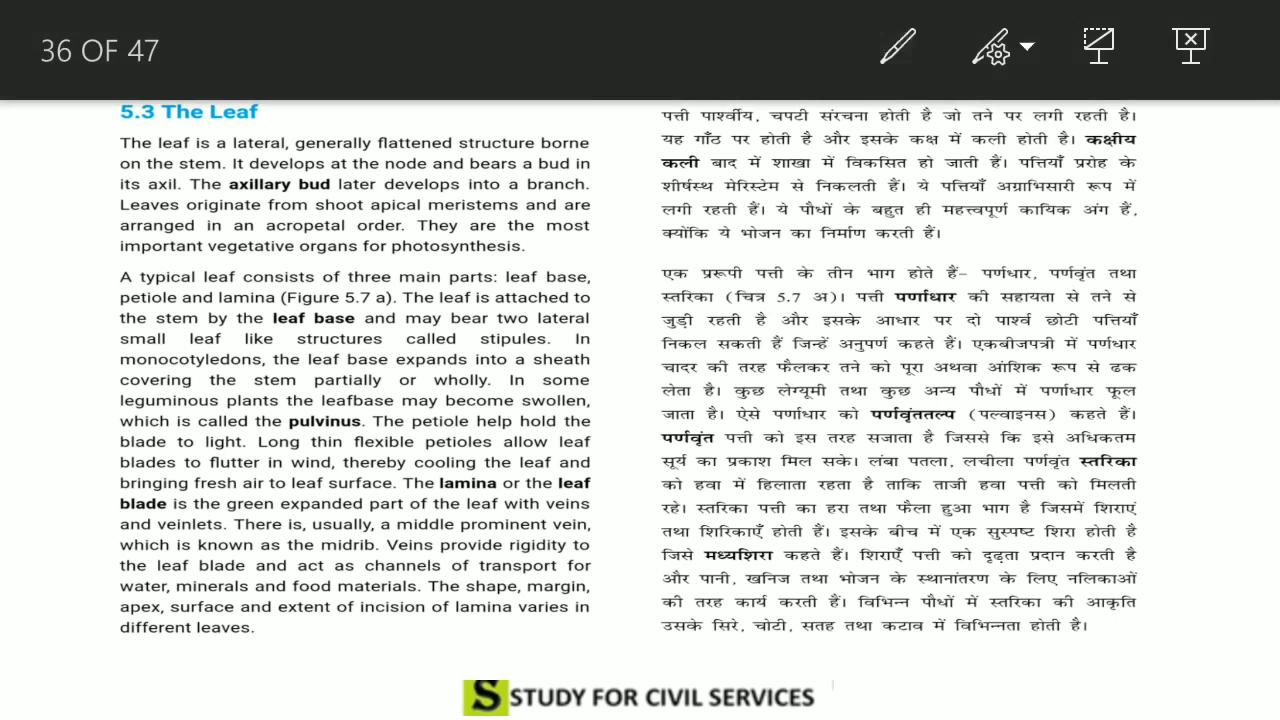 36 OF 47
5.3 The Leaf
The leaf is a lateral, generally flattened structure borne
on the stem. It develops at the node and bears a bud in
its axil. The axillary bud later develops into a branch.
Leaves originate from shoot apical meristems and are
arranged in an acropetal order. They are the most
important vegetative organs for photosynthesis.
A typical leaf consists of three main parts: leaf base,
petiole and lamina (Figure 5.7 a). The leaf is attached to
the stem by the leaf base and may bear two lateral
small leaf like structures called stipules. In
monocotyledons, the leaf base expands into a sheath
covering the stem partially or wholly. In some
leguminous plants the leafbase may become swollen,
which is called the pulvinus. The petiole help hold the
blade to light. Long thin flexible petioles allow leaf
blades to flutter in wind, thereby cooling the leaf and
bringing fresh air to leaf surface. The lamina or the leaf
blade is the green expanded part of the leaf with veins
and veinlets. There is, usually, a middle prominent vein,
which is known as the midrib. Veins provide rigidity to
the leaf blade and act as channels of transport for
water, minerals and food materials. The shape, margin,
apex, surface and extent of incision of lamina varies in
different leaves.
पत्ती पार्श्वीय, चपटी संरचना होती है जो तने पर लगी रहती है।
यह गाँठ पर होती है और इसके कक्ष में कली होती है। कक्षीय
कली बाद में शाखा में विकसित हो जाती हैं। पत्तियाँ प्ररोह के
शीर्षस्थ मेरिस्टेम से निकलती हैं। ये पत्तियाँ अग्राभिसारी रूप में
लगी रहती हैं। ये पौधों के बहुत ही महत्त्वपूर्ण कायिक अंग हैं,
क्योंकि ये भोजन का निर्माण करती हैं।
एक प्ररूपी पत्ती के तीन भाग होते हैं– पर्णधार, पर्णवृंत तथा
स्तरिका (चित्र 5.7 अ)। पत्ती पर्णाधार की सहायता से तने से
जुड़ी रहती है और इसके आधार पर दो पार्श्व छोटी पत्तियाँ
निकल सकती हैं जिन्हें अनुपर्ण कहते हैं। एकबीजपत्री में पर्णधार
चादर की तरह फैलकर तने को पूरा अथवा आंशिक रूप से ढक
लेता है। कुछ लेग्यूमी तथा कुछ अन्य पौधों में पर्णाधार फूल
जाता है। ऐसे पर्णाधार को पर्णवृंततल्प (पल्वाइनस) कहते हैं।
पर्णवृंत पत्ती को इस तरह सजाता है जिससे कि इसे अधिकतम
सूर्य का प्रकाश मिल सके। लंबा पतला, लचीला पर्णवृंत स्तरिका
को हवा में हिलाता रहता है ताकि ताजी हवा पत्ती को मिलती
रहे। स्तरिका पत्ती का हरा तथा फैला हुआ भाग है जिसमें शिराएं
तथा शिरिकाएँ होती हैं। इसके बीच में एक सुस्पष्ट शिरा होती है
जिसे मध्यशिरा कहते हैं। शिराएँ पत्ती को दृढ़ता प्रदान करती है
और पानी, खनिज तथा भोजन के स्थानांतरण के लिए नलिकाओं
की तरह कार्य करती हैं। विभिन्न पौधों में स्तरिका की आकृति
उसके सिरे, चोटी, सतह तथा कटाव में विभिन्नता होती है।
S STUDY FOR CIVIL SERVICES